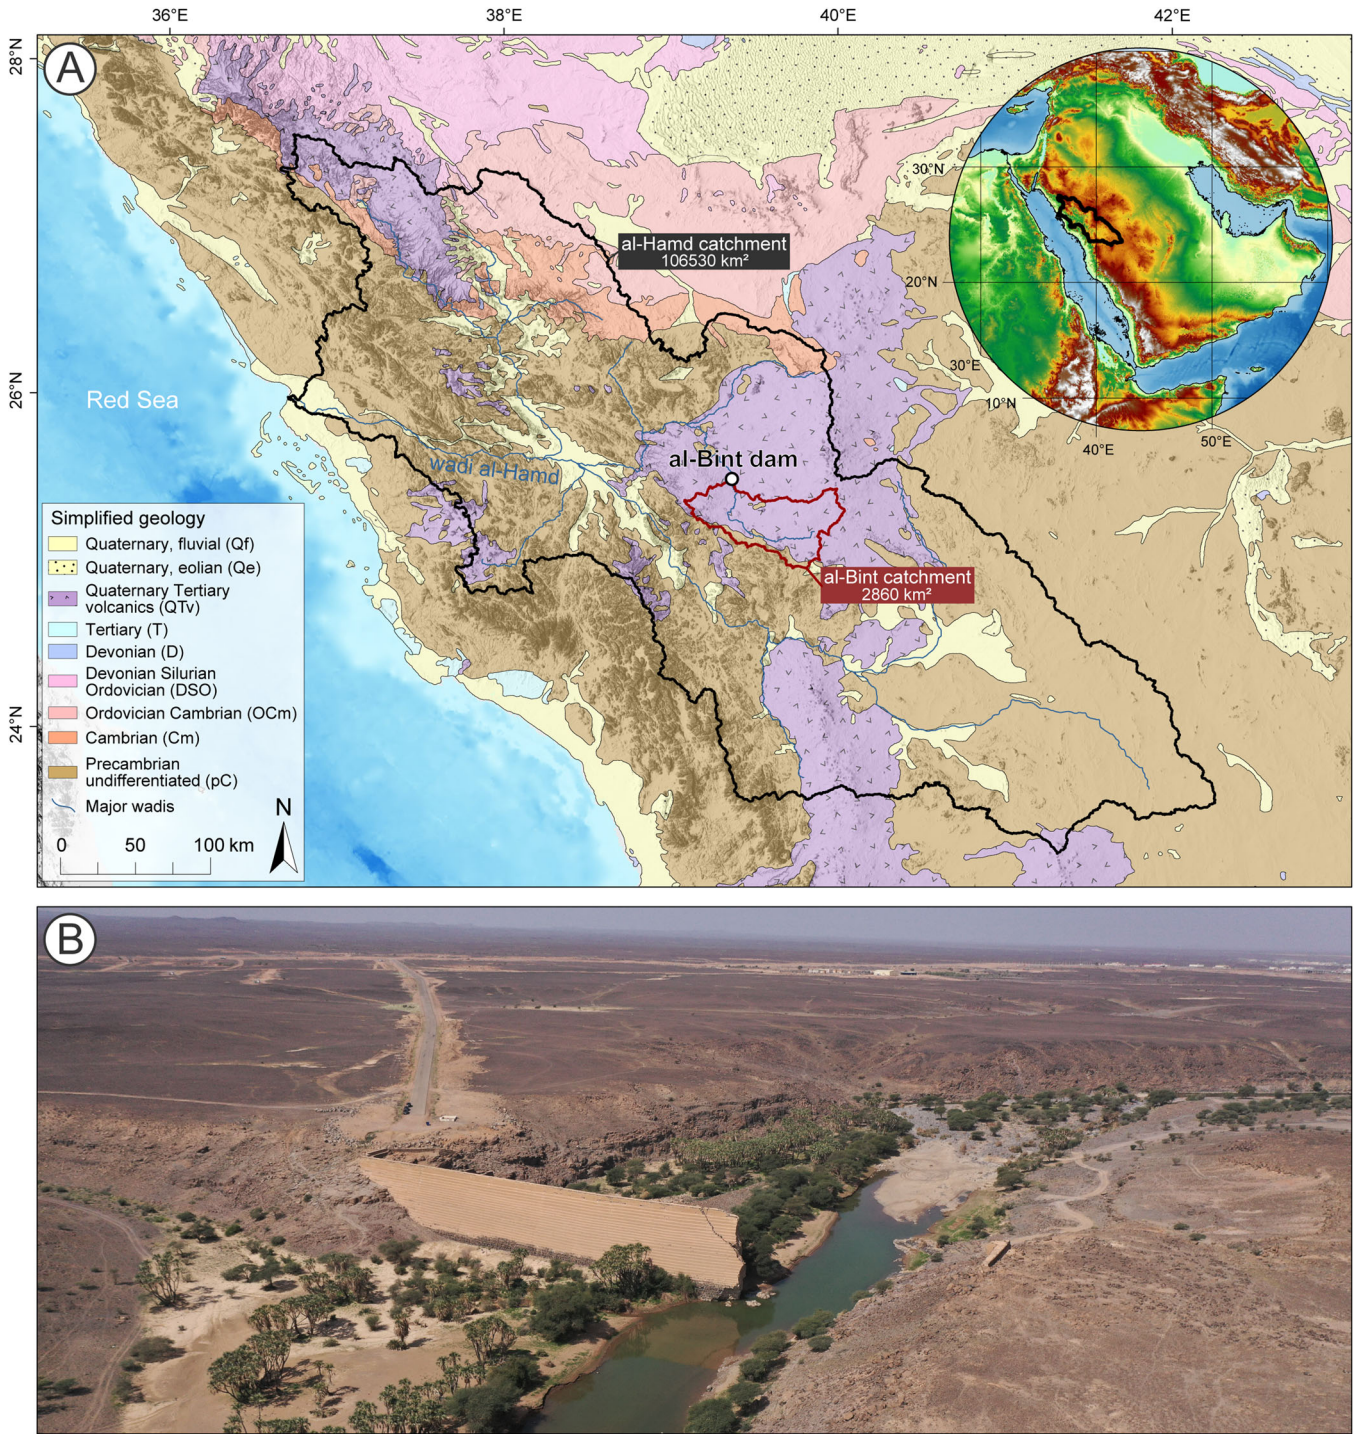 36°E
38°E
40°E
42°E
28°N
26°N
24°N
A
al-Hamd catchment
106530 km²
30°N
20°N
10°N
30°E
40°E
50°E
Red Sea
wadi al-Hamd
al-Bint dam
al-Bint catchment
2860 km²
Simplified geology
Quaternary, fluvial (Qf)
Quaternary, eolian (Qe)
Quaternary Tertiary
volcanics (QTv)
Tertiary (T)
Devonian (D)
Devonian Silurian
Ordovician (DSO)
Ordovician Cambrian (OCm)
Cambrian (Cm)
Precambrian
undifferentiated (pC)
Major wadis
N
0 50 100 km
B